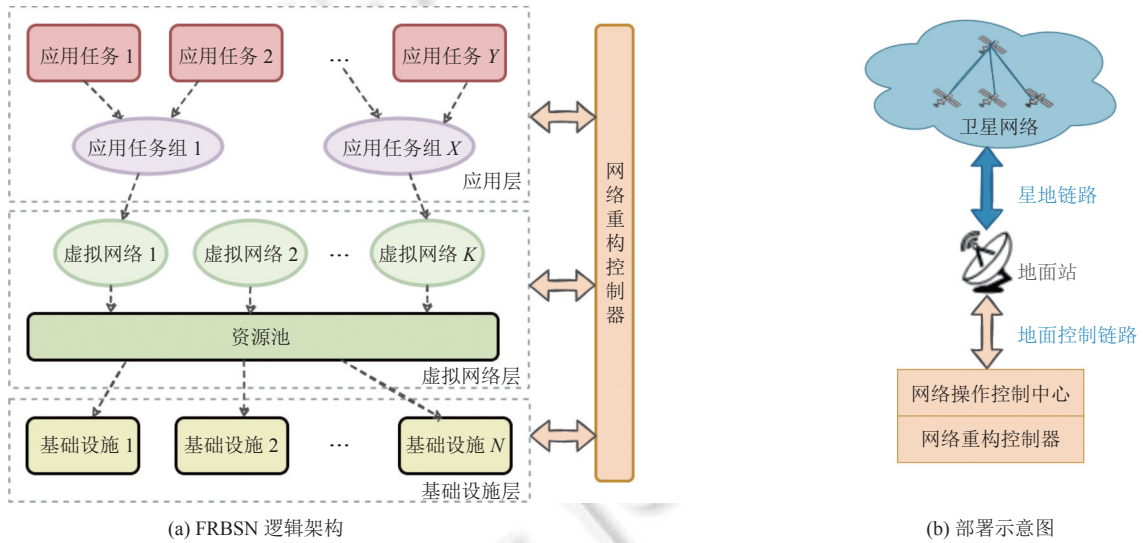 应用任务 1
应用任务 2
…
应用任务 Y
应用任务组 1
应用任务组 X
应用层
虚拟网络 1
虚拟网络 2
…
虚拟网络 K
资源池
虚拟网络层
基础设施 1
基础设施 2
…
基础设施 N
基础设施层
网络重构控制器
(a) FRBSN 逻辑架构
卫星网络
星地链路
地面站
地面控制链路
网络操作控制中心
网络重构控制器
(b) 部署示意图